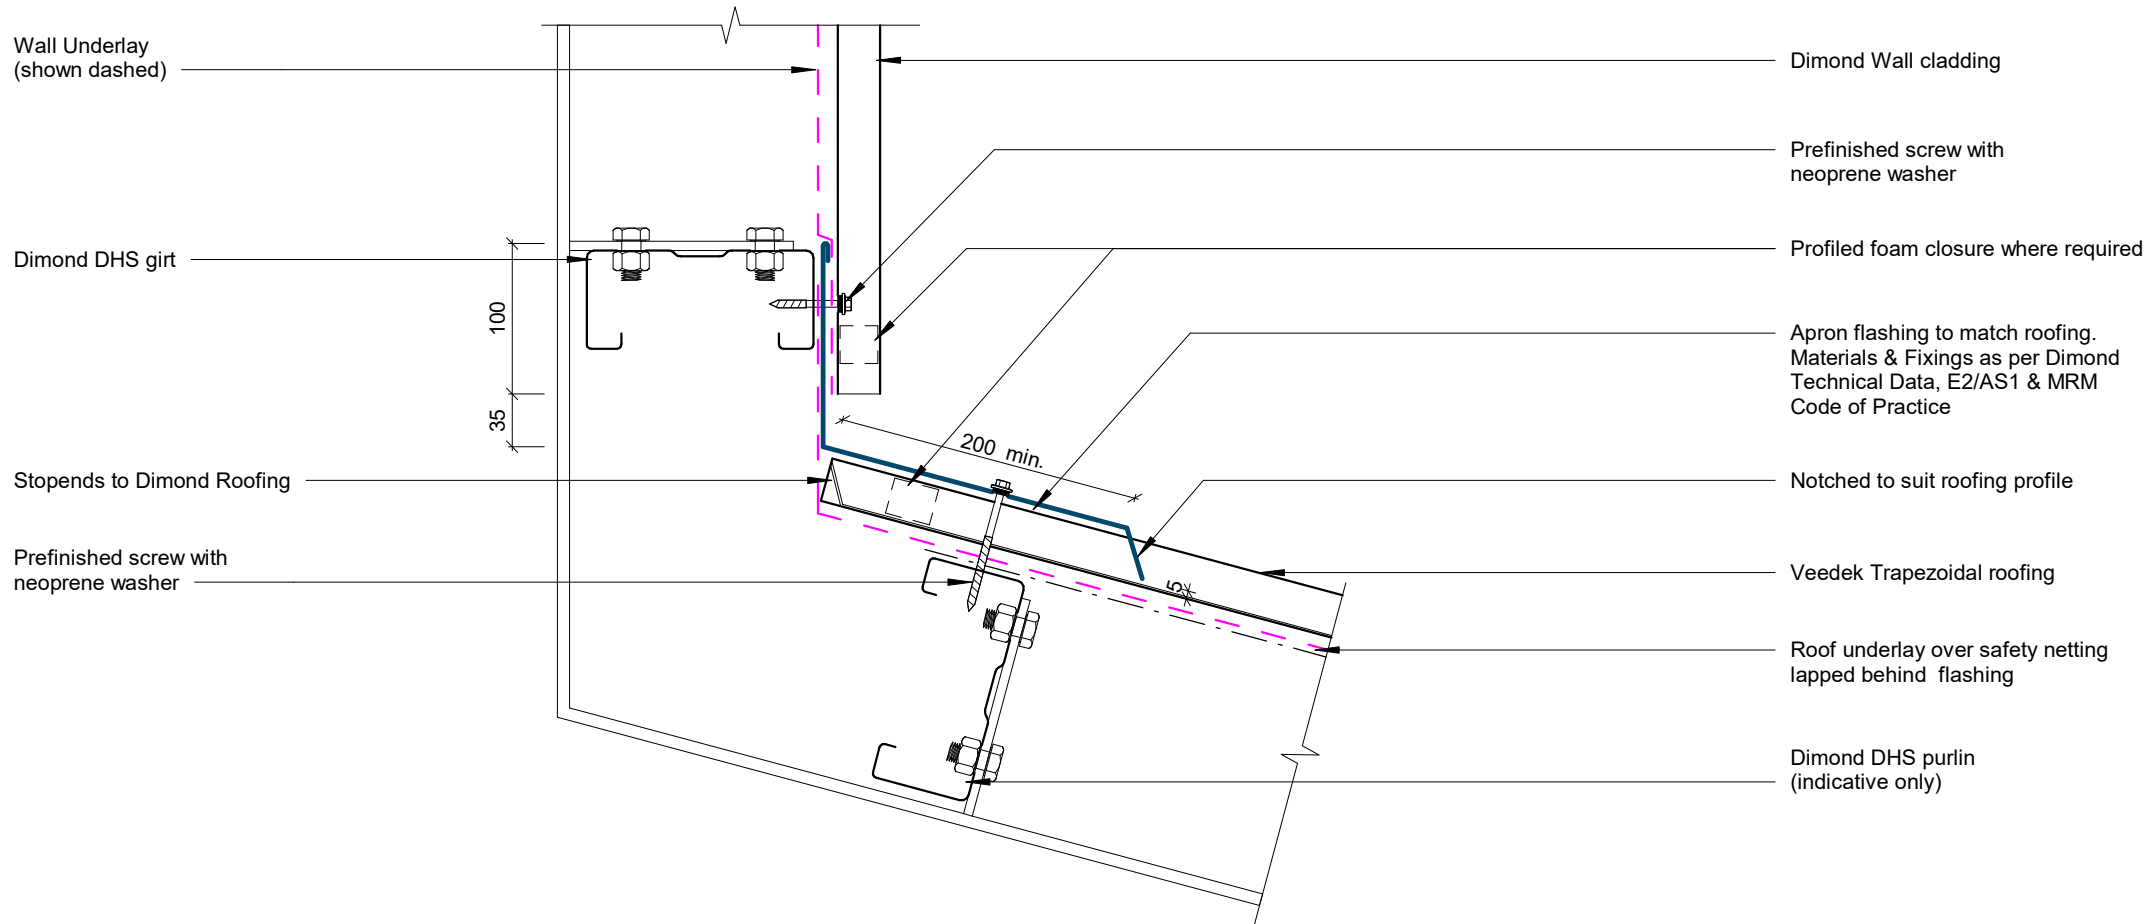 Wall Underlay
(shown dashed)
Dimond DHS girt
100
35
Stopends to Dimond Roofing
Prefinished screw with
neoprene washer
200 min.
5
Dimond Wall cladding
Prefinished screw with
neoprene washer
Profiled foam closure where required
Apron flashing to match roofing.
Materials & Fixings as per Dimond
Technical Data, E2/AS1 & MRM
Code of Practice
Notched to suit roofing profile
Veedek Trapezoidal roofing
Roof underlay over safety netting
lapped behind flashing
Dimond DHS purlin
(indicative only)